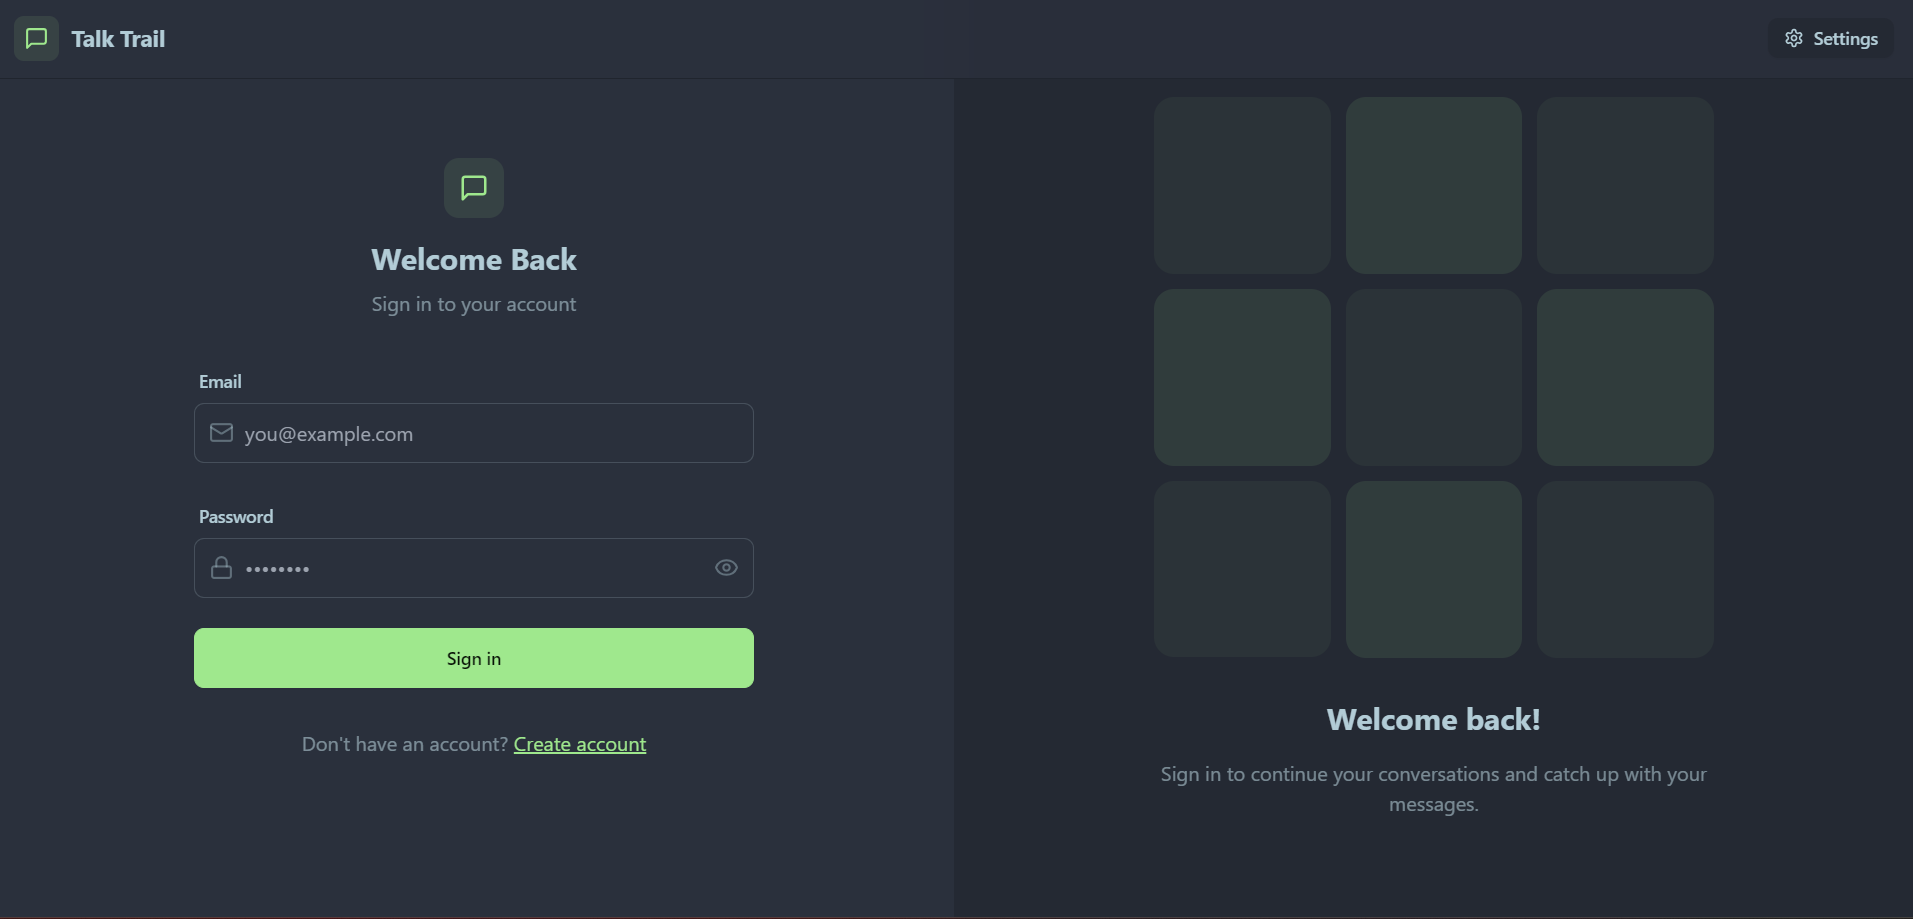 Talk Trail
Settings
Welcome Back
Sign in to your account
Email
you@example.com
Password
••••••••
Sign in
Don't have an account? Create account
Welcome back!
Sign in to continue your conversations and catch up with your
messages.